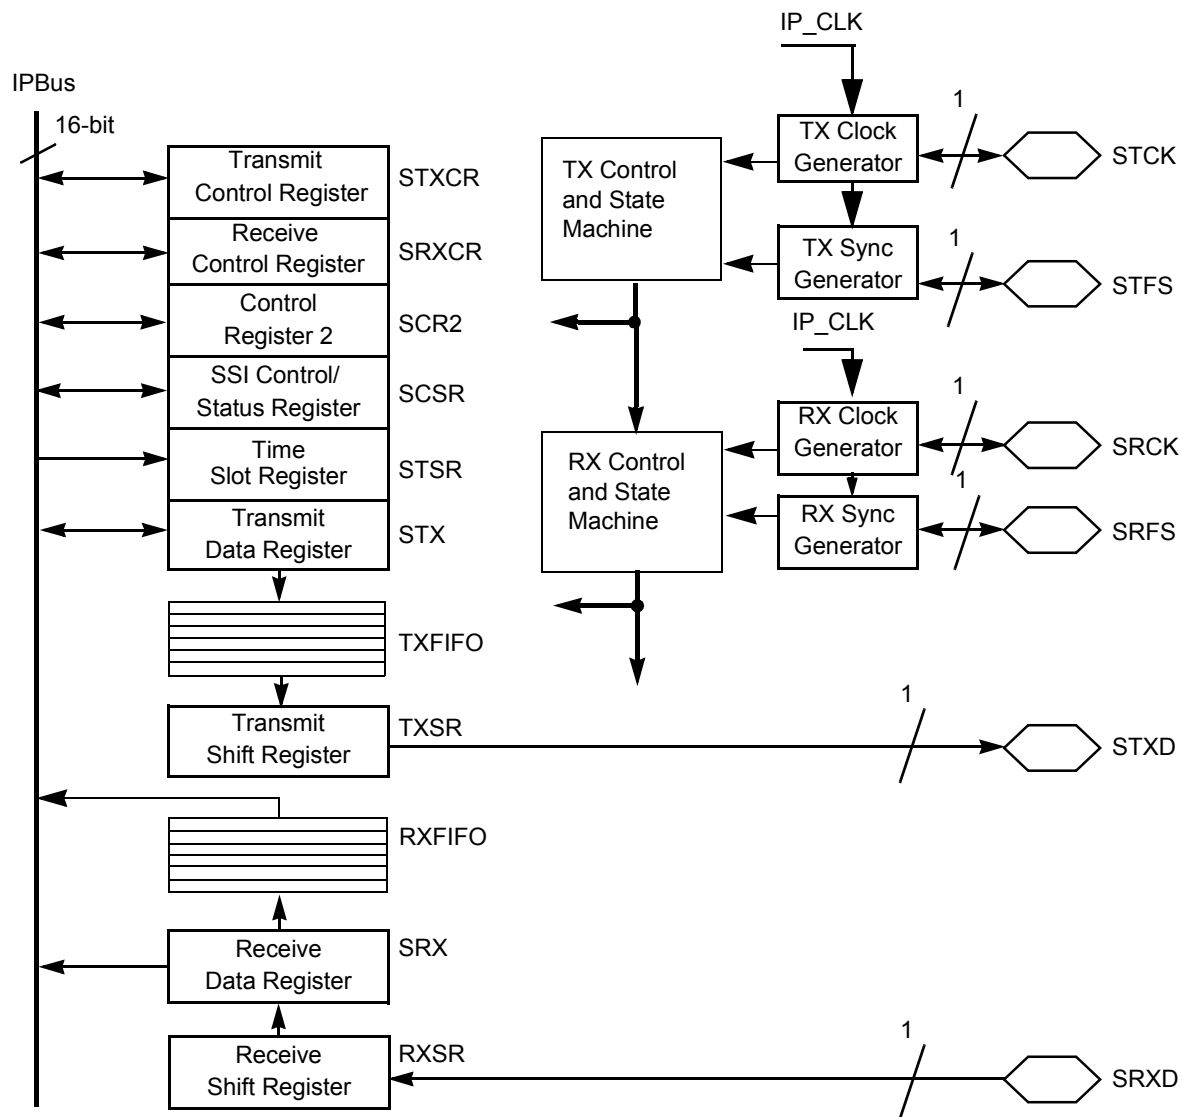 IPBus
16-bit
Transmit
Control Register
STXCR
Receive
Control Register
SRXCR
Control
Register 2
SCR2
SSI Control/
Status Register
SCSR
Time
Slot Register
STSR
Transmit
Data Register
STX
TXFIFO
Transmit
Shift Register
TXSR
RXFIFO
Receive
Data Register
SRX
Receive
Shift Register
RXSR
IP_CLK
TX Control
and State
Machine
TX Clock
Generator
1
STCK
TX Sync
Generator
1
STFS
IP_CLK
RX Control
and State
Machine
RX Clock
Generator
1
SRCK
RX Sync
Generator
1
SRFS
1
STXD
1
SRXD